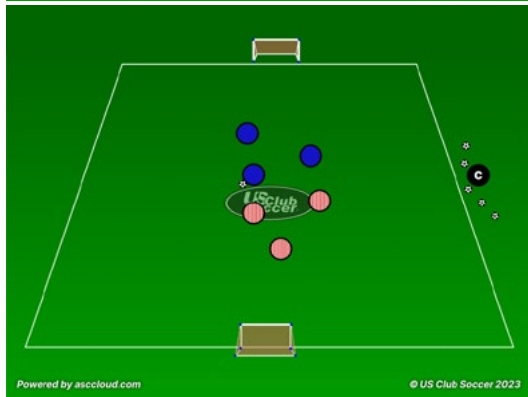 C
US Club
Soccer
Powered by asccloud.com
© US Club Soccer 2023